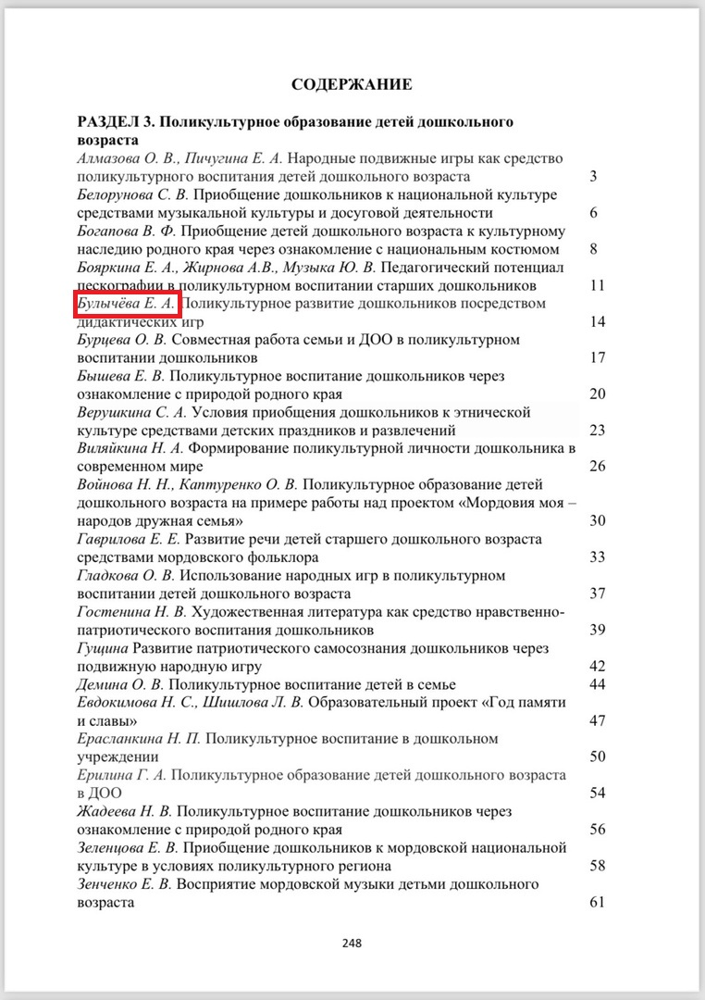 СОДЕРЖАНИЕ
РАЗДЕЛ 3. Поликультурное образование детей дошкольного
возраста
Алмазова О. В., Пичугина Е. А. Народные подвижные игры как средство
поликультурного воспитания детей дошкольного возраста 3
Белорунова С. В. Приобщение дошкольников к национальной культуре
средствами музыкальной культуры и досуговой деятельности 6
Богапова В. Ф. Приобщение детей дошкольного возраста к культурному
наследию родного края через ознакомление с национальным костюмом 8
Бояркина Е. А., Жирнова А.В., Музыка Ю. В. Педагогический потенциал
пескографии в поликультурном воспитании старших дошкольников 11
Булычёва Е. А. Поликультурное развитие дошкольников посредством
дидактических игр 14
Бурцева О. В. Совместная работа семьи и ДОО в поликультурном
воспитании дошкольников 17
Бышева Е. В. Поликультурное воспитание дошкольников через
ознакомление с природой родного края 20
Верушкина С. А. Условия приобщения дошкольников к этнической
культуре средствами детских праздников и развлечений 23
Виляйкина Н. А. Формирование поликультурной личности дошкольника в
современном мире 26
Войнова Н. Н., Каптуренко О. В. Поликультурное образование детей
дошкольного возраста на примере работы над проектом «Мордовия моя –
народов дружная семья» 30
Гаврилова Е. Е. Развитие речи детей старшего дошкольного возраста
средствами мордовского фольклора 33
Гладкова О. В. Использование народных игр в поликультурном
воспитании детей дошкольного возраста 37
Гостенина Н. В. Художественная литература как средство нравственно-
патриотического воспитания дошкольников 39
Гущина Развитие патриотического самосознания дошкольников через
подвижную народную игру 42
Демина О. В. Поликультурное воспитание детей в семье 44
Евдокимова Н. С., Шишлова Л. В. Образовательный проект «Год памяти
и славы» 47
Ерасланкина Н. П. Поликультурное воспитание в дошкольном
учреждении 50
Ерилина Г. А. Поликультурное образование детей дошкольного возраста
в ДОО 54
Жадеева Н. В. Поликультурное воспитание дошкольников через
ознакомление с природой родного края 56
Зеленцова Е. В. Приобщение дошкольников к мордовской национальной
культуре в условиях поликультурного региона 58
Зенченко Е. В. Восприятие мордовской музыки детьми дошкольного
возраста 61
248